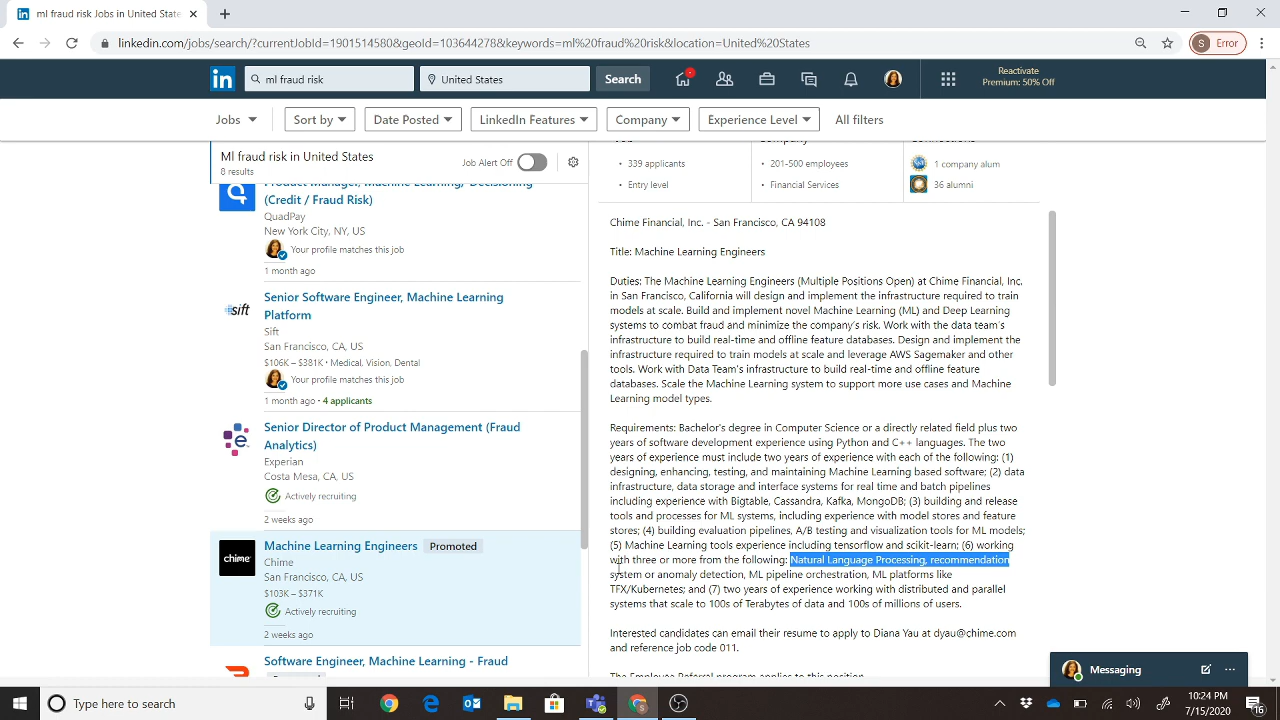 ml fraud risk Jobs in United State
linkedin.com/jobs/search/?currentJobId=1901514580&geoId=103644278&keywords=ml%20fraud%20risk&location=United%20States
S Error
in
ml fraud risk
United States
Search
Reactivate
Premium: 50% Off
Jobs
Sort by
Date Posted
LinkedIn Features
Company
Experience Level
All filters
Ml fraud risk in United States
8 results
Job Alert Off
Product Manager, Machine Learning/ Decisioning
(Credit / Fraud Risk)
QuadPay
New York City, NY, US
Your profile matches this job
1 month ago
Senior Software Engineer, Machine Learning
Platform
sift
Sift
San Francisco, CA, US
$106K – $381K • Medical, Vision, Dental
Your profile matches this job
1 month ago • 4 applicants
Senior Director of Product Management (Fraud
Analytics)
Experian
Costa Mesa, CA, US
Actively recruiting
2 weeks ago
Machine Learning Engineers Promoted
chime
Chime
San Francisco, CA, US
$103K – $371K
Actively recruiting
2 weeks ago
Software Engineer, Machine Learning - Fraud
• 339 applicants
• Entry level
• 201-500 employees
• Financial Services
1 company alum
36 alumni
Chime Financial, Inc. - San Francisco, CA 94108
Title: Machine Learning Engineers
Duties: The Machine Learning Engineers (Multiple Positions Open) at Chime Financial, Inc.
in San Francisco, California will design and implement the infrastructure required to train
models at scale. Build and implement novel Machine Learning (ML) and Deep Learning
systems to combat fraud and minimize the company's risk. Work with the data team's
infrastructure to build real-time and offline feature databases. Design and implement the
infrastructure required to train models at scale and leverage AWS Sagemaker and other
tools. Work with Data Team's infrastructure to build real-time and offline feature
databases. Scale the Machine Learning system to support more use cases and Machine
Learning model types.
Requirements: Bachelor's degree in Computer Science or a directly related field plus two
years of software development experience using Python and C++ languages. The two
years of experience must include two years of experience with each of the following: (1)
designing, enhancing, testing, and maintaining Machine Learning based software; (2) data
infrastructure, data storage and interface systems for real time and batch pipelines
including experience with Bigtable, Cassandra, Kafka, MongoDB; (3) building and release
tools and processes for ML systems, including experience with model stores and feature
stores; (4) building evaluation pipelines, A/B testing and visualization tools for ML models;
(5) Machine Learning tools experience including tensorflow and scikit-learn; (6) working
with three or more from the following: Natural Language Processing, recommendation
system or anomaly detection, ML pipeline orchestration, ML platforms like
TFX/Kubernetes; and (7) two years of experience working with distributed and parallel
systems that scale to 100s of Terabytes of data and 100s of millions of users.
Interested candidates can email their resume to apply to Diana Yau at dyau@chime.com
and reference job code 011.
The Employee Referral program applies to this position
Messaging
Type here to search
10:24 PM
7/15/2020
16